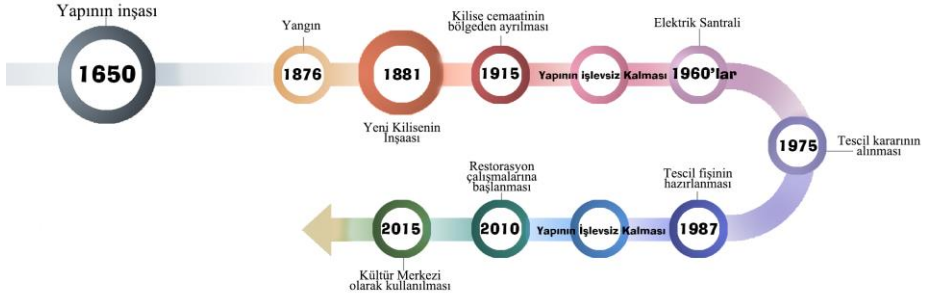 Yapının inşası
1650
Yangın
1876
1881
Yeni Kilisenin
İnşaası
Kilise cemaatinin
bölgeden ayrılması
1915
Yapının işlevsiz Kalması
Elektrik Santrali
1960'lar
1975
Tescil kararının
alınması
Tescil fişinin
hazırlanması
1987
Yapının İşlevsiz Kalması
Restorasyon
çalışmalarına
başlanması
2010
2015
Kültür Merkezi
olarak kullanılması